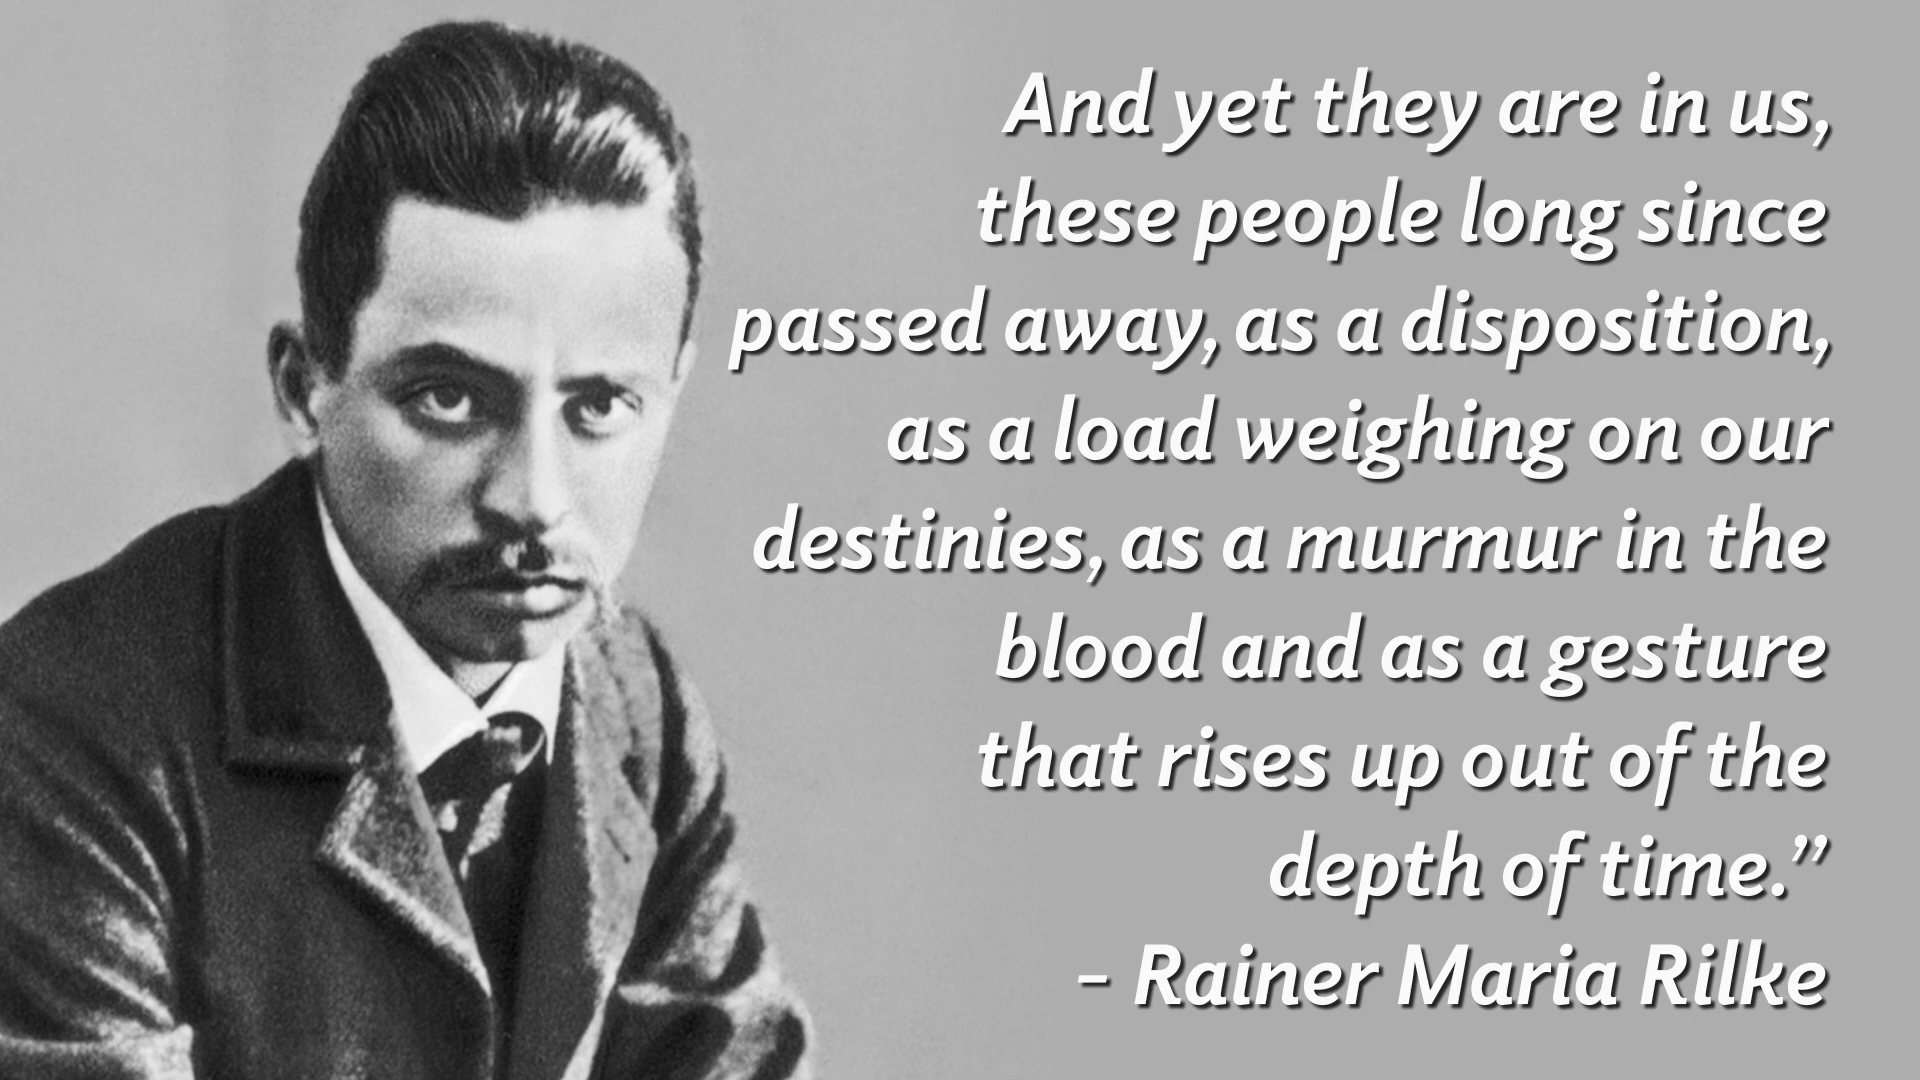 And yet they are in us,
these people long since
passed away, as a disposition,
as a load weighing on our
destinies, as a murmur in the
blood and as a gesture
that rises up out of the
depth of time.”
– Rainer Maria Rilke